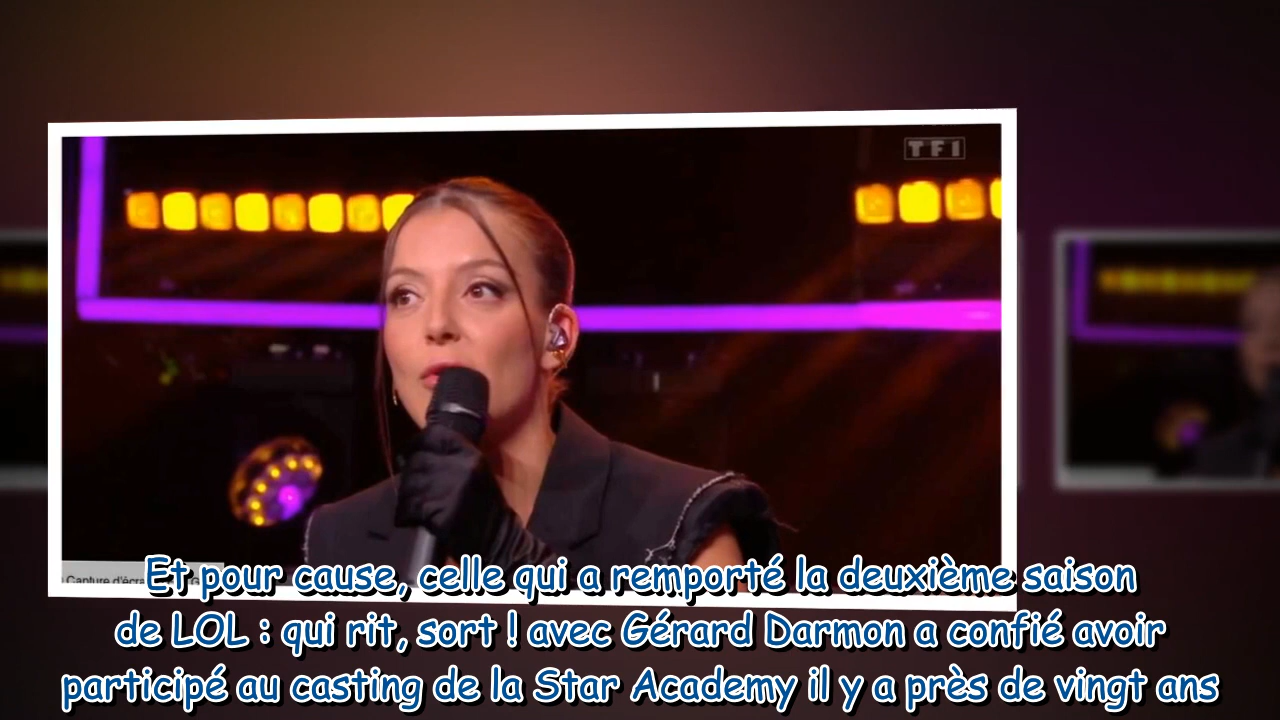 TF1
Capture d'écra
Et pour cause, celle qui a remporté la deuxième saison
de LOL : qui rit, sort ! avec Gérard Darmon a confié avoir
participé au casting de la Star Academy il y a près de vingt ans